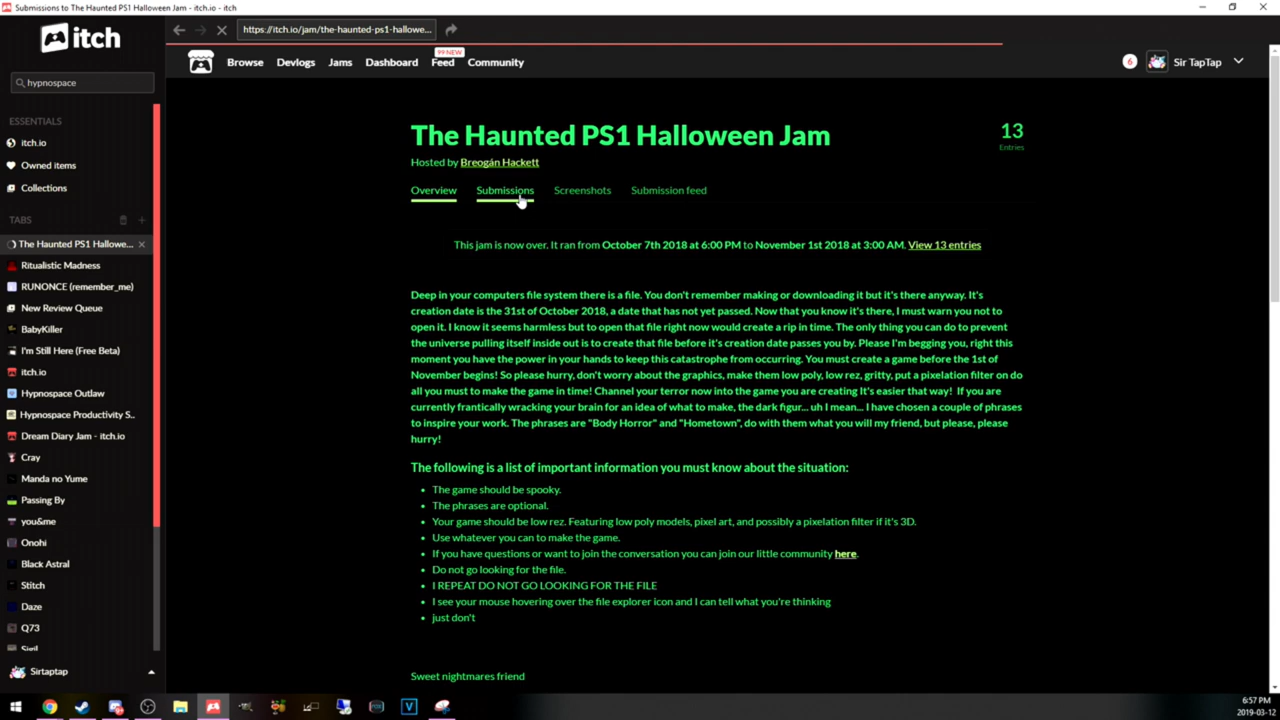 Submissions to The Haunted PS1 Halloween Jam - itch.io - itch
itch
https://itch.io/jam/the-haunted-ps1-hallowe...
hypnospace
Browse
Devlogs
Jams
Dashboard
99 NEW
Feed
Community
6
Sir TapTap
ESSENTIALS
itch.io
Owned items
Collections
TABS
The Haunted PS1 Hallowe...
Ritualistic Madness
RUNONCE (remember_me)
New Review Queue
BabyKiller
I'm Still Here (Free Beta)
itch.io
Hypnospace Outlaw
Hypnospace Productivity S..
Dream Diary Jam - itch.io
Cray
Manda no Yume
Passing By
you&me
Onohi
Black Astral
Stitch
Daze
Q73
Sigil
Sirtaptap
The Haunted PS1 Halloween Jam
13
Entries
Hosted by Breogán Hackett
Overview
Submissions
Screenshots
Submission feed
This jam is now over. It ran from October 7th 2018 at 6:00 PM to November 1st 2018 at 3:00 AM. View 13 entries
Deep in your computers file system there is a file. You don't remember making or downloading it but it's there anyway. It's
creation date is the 31st of October 2018, a date that has not yet passed. Now that you know it's there, I must warn you not to
open it. I know it seems harmless but to open that file right now would create a rip in time. The only thing you can do to prevent
the universe pulling itself inside out is to create that file before it's creation date passes you by. Please I'm begging you, right this
moment you have the power in your hands to keep this catastrophe from occurring. You must create a game before the 1st of
November begins! So please hurry, don't worry about the graphics, make them low poly, low rez, gritty, put a pixelation filter on do
all you must to make the game in time! Channel your terror now into the game you are creating It's easier that way!  If you are
currently frantically wracking your brain for an idea of what to make, the dark figur... uh I mean... I have chosen a couple of phrases
to inspire your work. The phrases are "Body Horror" and "Hometown", do with them what you will my friend, but please, please
hurry!
The following is a list of important information you must know about the situation:
• The game should be spooky.
• The phrases are optional.
• Your game should be low rez. Featuring low poly models, pixel art, and possibly a pixelation filter if it's 3D.
• Use whatever you can to make the game.
• If you have questions or want to join the conversation you can join our little community here.
• Do not go looking for the file.
• I REPEAT DO NOT GO LOOKING FOR THE FILE
• I see your mouse hovering over the file explorer icon and I can tell what you're thinking
• just don't
Sweet nightmares friend
6:57 PM
2019-03-12